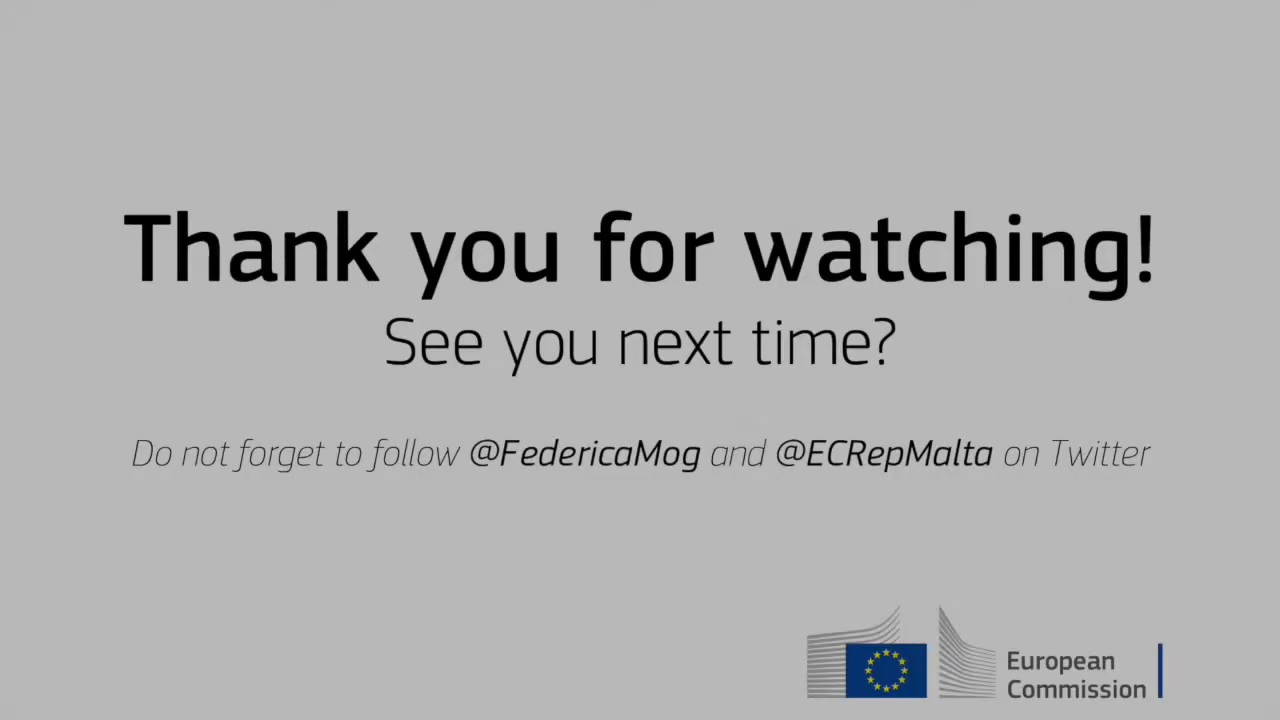 Thank you for watching!
See you next time?
Do not forget to follow @FedericaMog and @ECRepMalta on Twitter
European
Commission